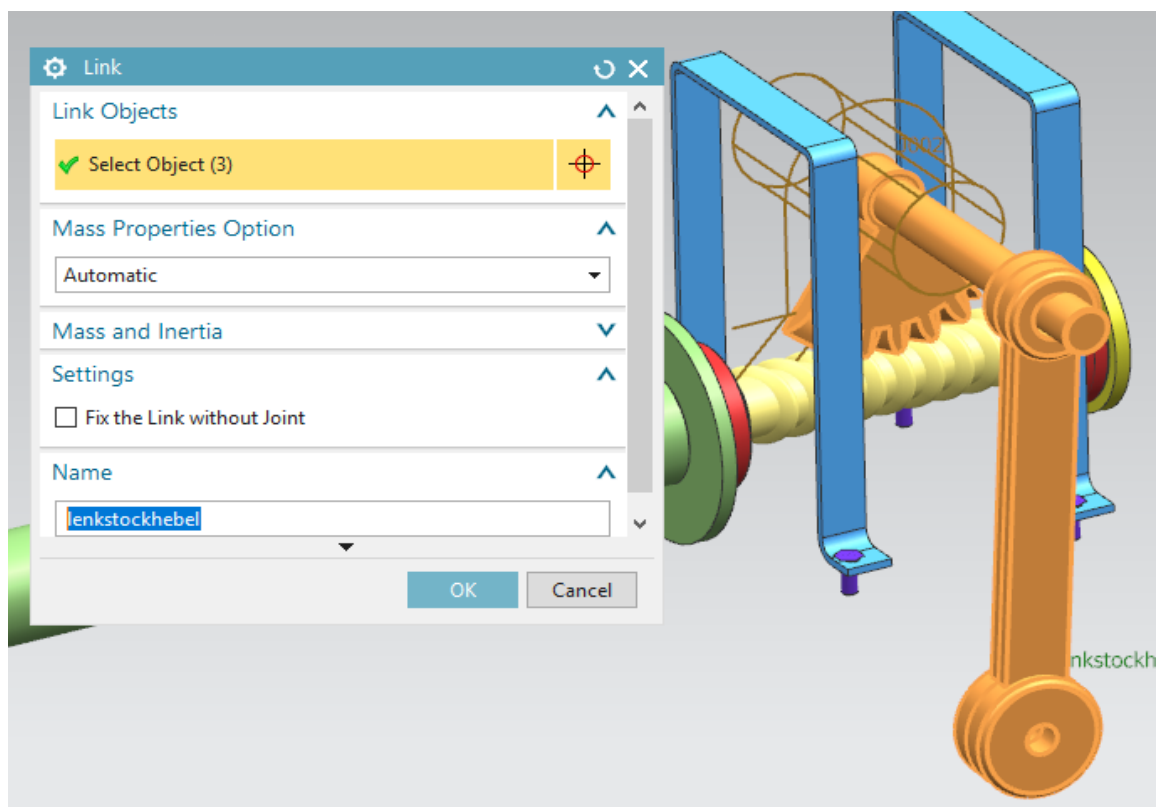 Link
Link Objects
Select Object (3)
Mass Properties Option
Automatic
Mass and Inertia
Settings
Fix the Link without Joint
Name
lenkstockhebel
OK
Cancel
nkstockh